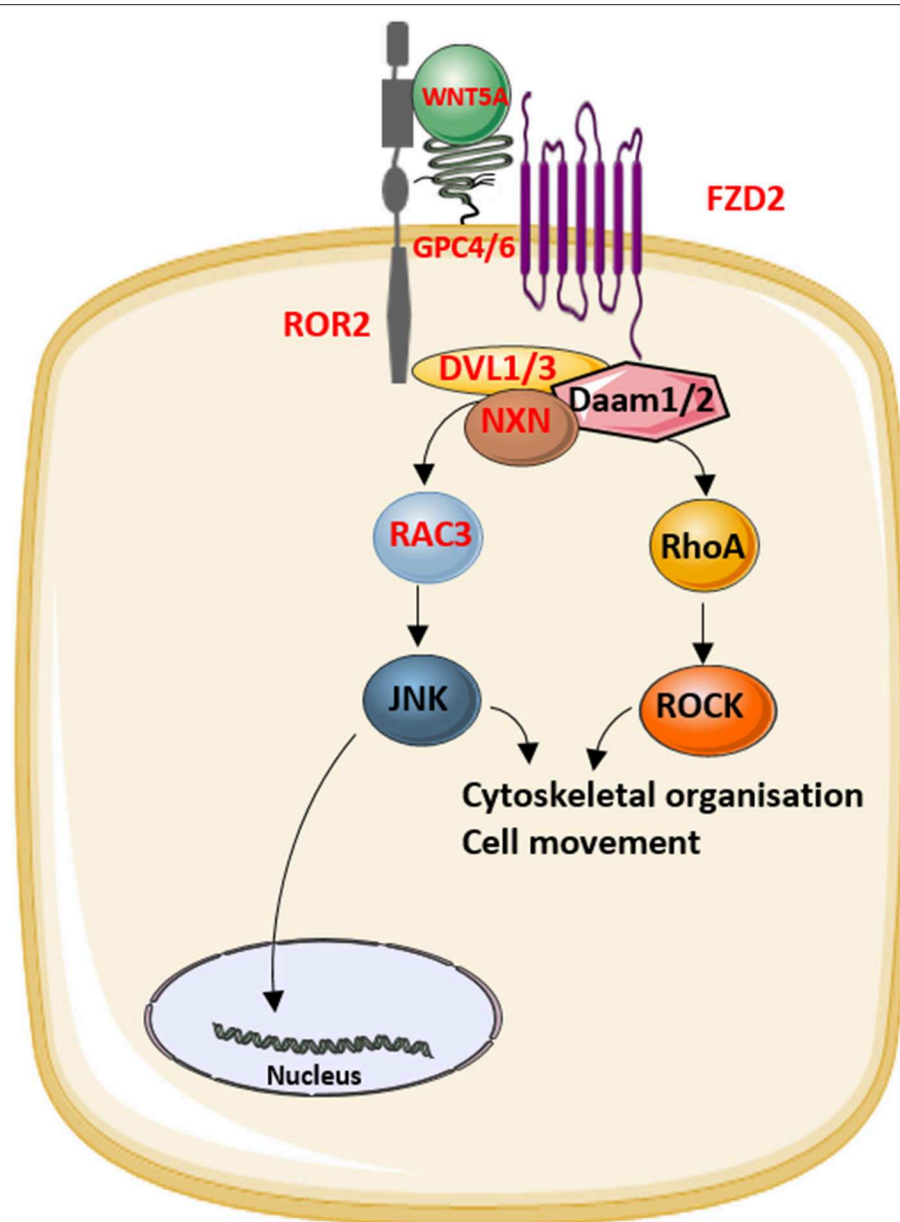 WNT5A
FZD2
GPC4/6
ROR2
DVL1/3
Daam1/2
NXN
RAC3
RhoA
JNK
ROCK
Cytoskeletal organisation
Cell movement
Nucleus